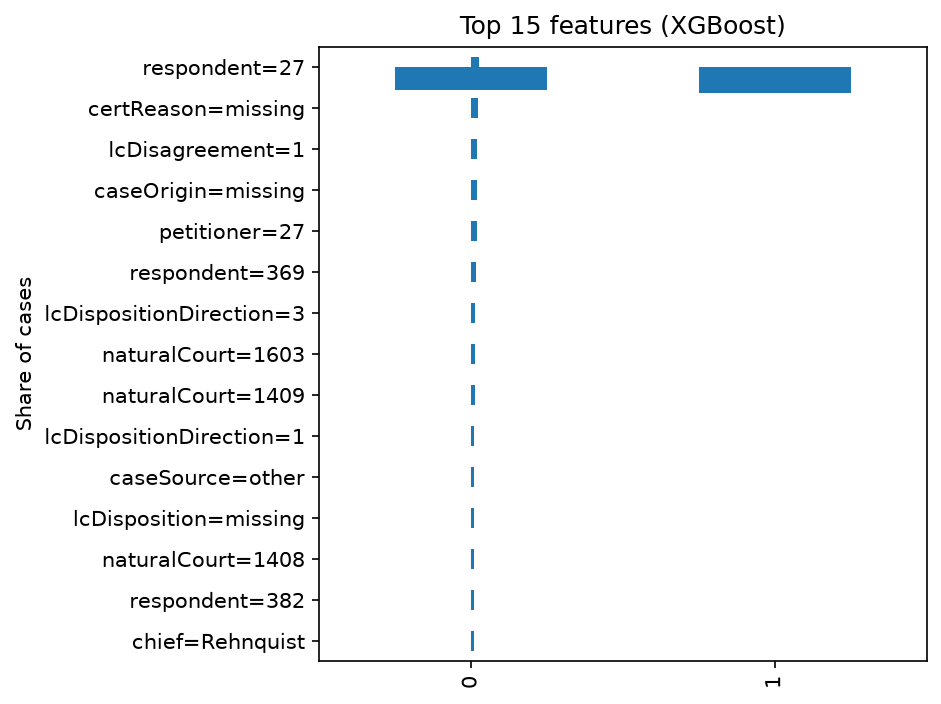 Top 15 features (XGBoost)
respondent=27
certReason=missing
lcDisagreement=1
caseOrigin=missing
petitioner=27
respondent=369
lcDispositionDirection=3
naturalCourt=1603
naturalCourt=1409
lcDispositionDirection=1
caseSource=other
lcDisposition=missing
naturalCourt=1408
respondent=382
chief=Rehnquist
Share of cases
0
1